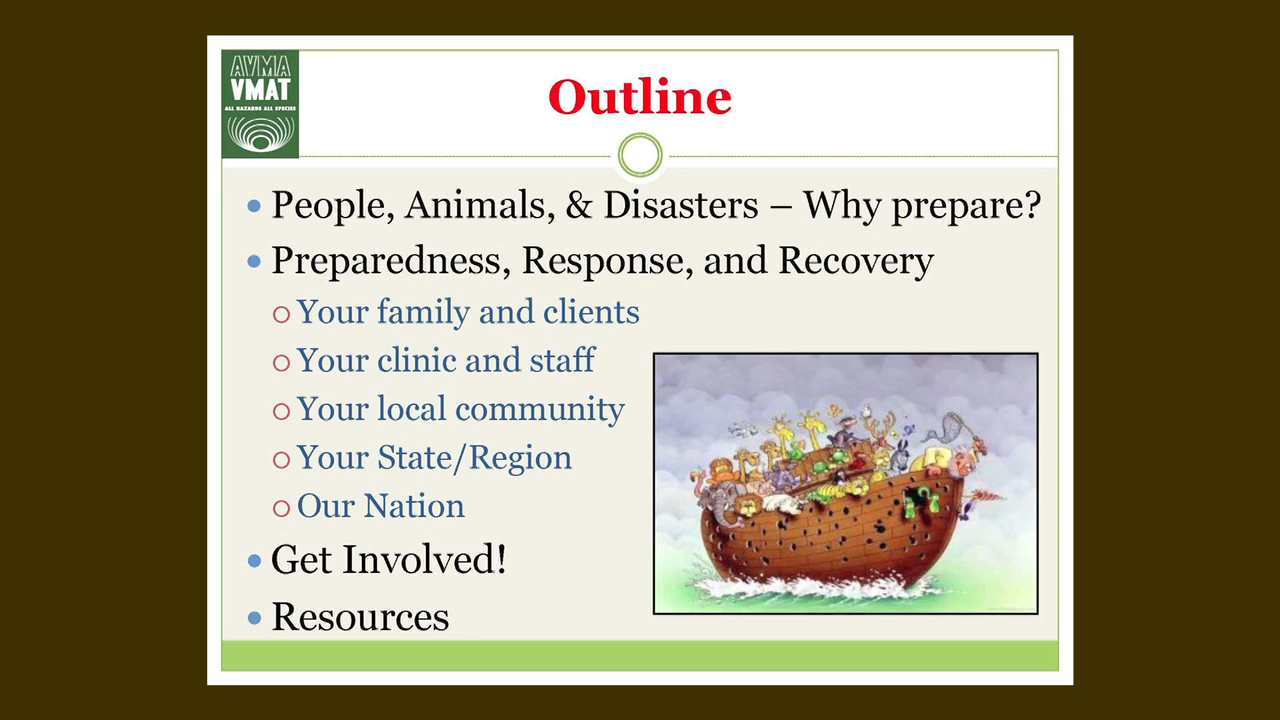 AVMA
VMAT
ALL HAZARDS ALL SPECIES
Outline
People, Animals, & Disasters – Why prepare?
Preparedness, Response, and Recovery
Your family and clients
Your clinic and staff
Your local community
Your State/Region
Our Nation
Get Involved!
Resources